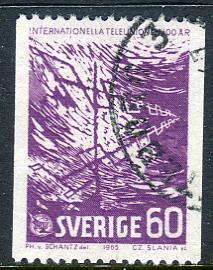 INTERNATIONELLA TELEUNIONEN 100 ÅR
SVERIGE 60
PH. v. SCHANTZ del. 1965 CZ. SLANIA sc.